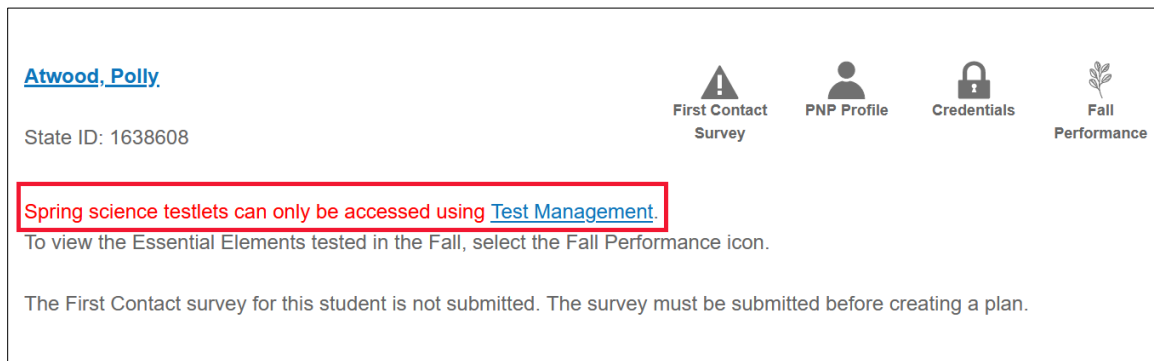 Atwood, Polly
First Contact Survey
PNP Profile
Credentials
Fall Performance
State ID: 1638608
Spring science testlets can only be accessed using Test Management.
To view the Essential Elements tested in the Fall, select the Fall Performance icon.
The First Contact survey for this student is not submitted. The survey must be submitted before creating a plan.